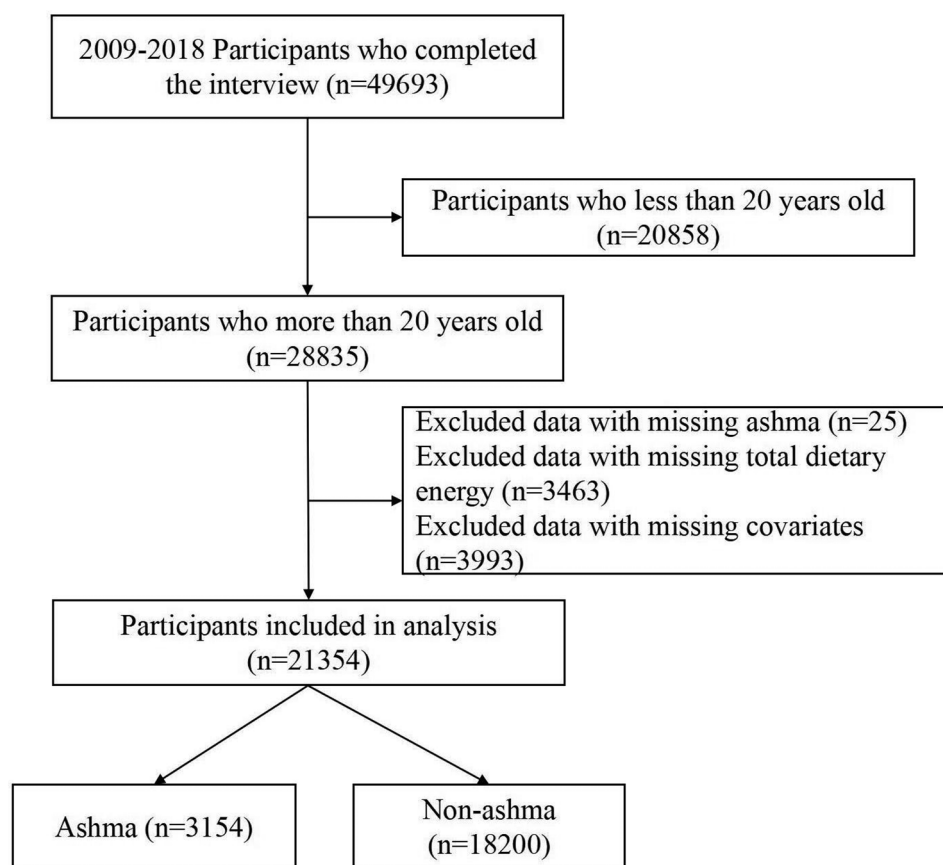 2009-2018 Participants who completed
the interview (n=49693)
Participants who less than 20 years old
(n=20858)
Participants who more than 20 years old
(n=28835)
Excluded data with missing ashma (n=25)
Excluded data with missing total dietary
energy (n=3463)
Excluded data with missing covariates
(n=3993)
Participants included in analysis
(n=21354)
Ashma (n=3154)
Non-ashma
(n=18200)